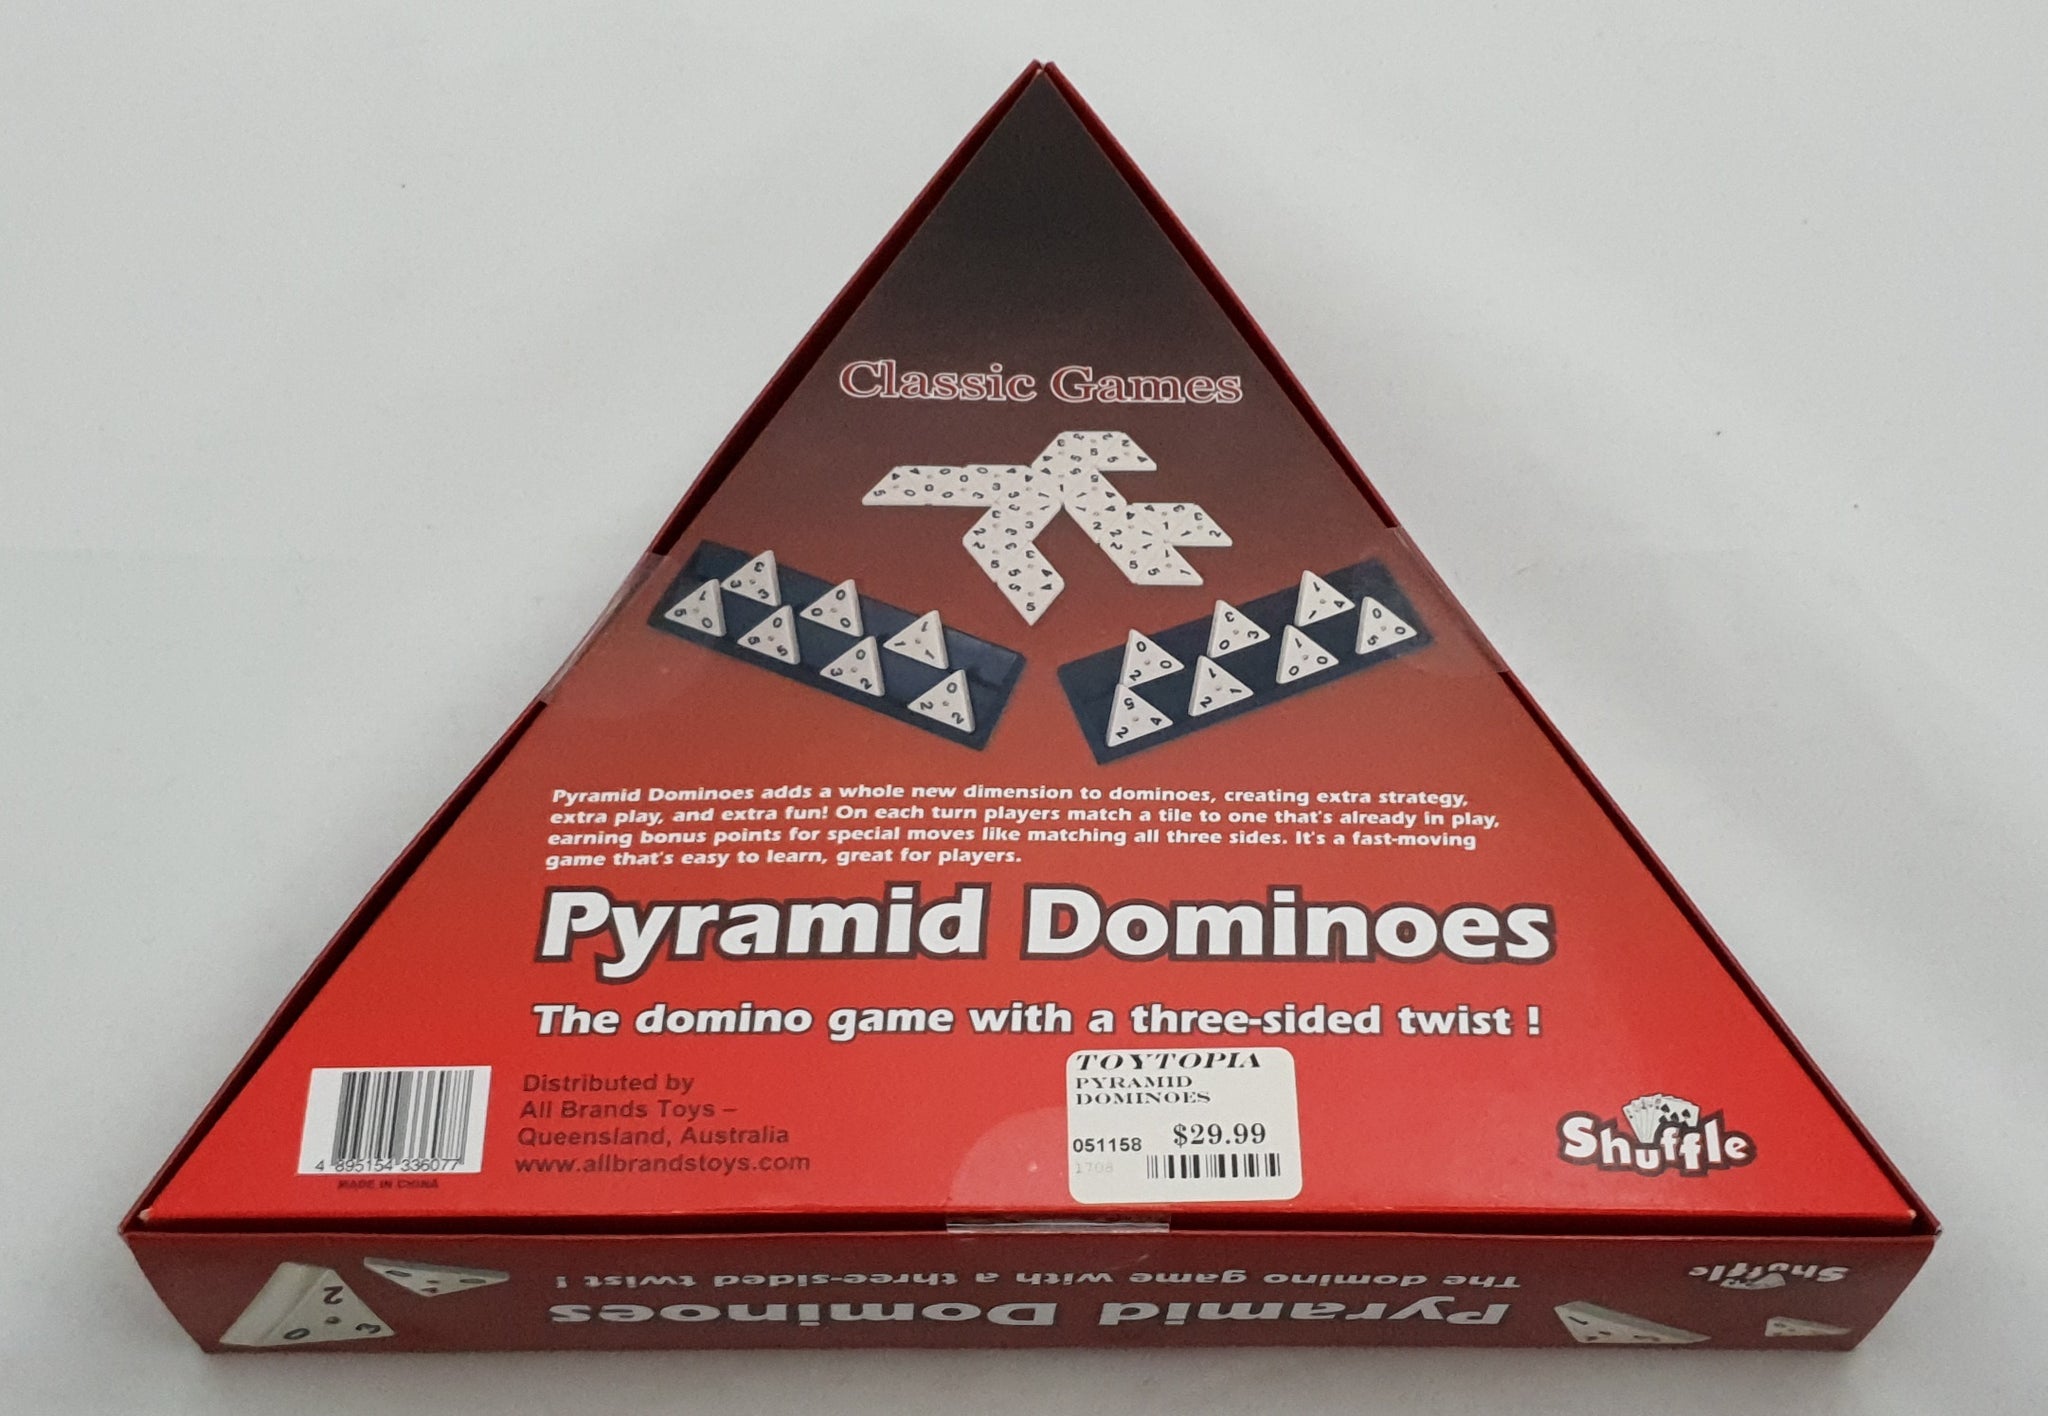 Classic Games
Pyramid Dominoes adds a whole new dimension to dominoes, creating extra strategy,
extra play, and extra fun! On each turn players match a tile to one that's already in play,
earning bonus points for special moves like matching all three sides. It's a fast-moving
game that's easy to learn, great for players.
Pyramid Dominoes
The domino game with a three-sided twist !
4 895154 336077
MADE IN CHINA
Distributed by
All Brands Toys –
Queensland, Australia
www.allbrandstoys.com
TOYTOPIA
PYRAMID
DOMINOES
051158 $29.99
1708
Shuffle
Pyramid Dominoes
The domino game with a three-sided twist !
Shuffle